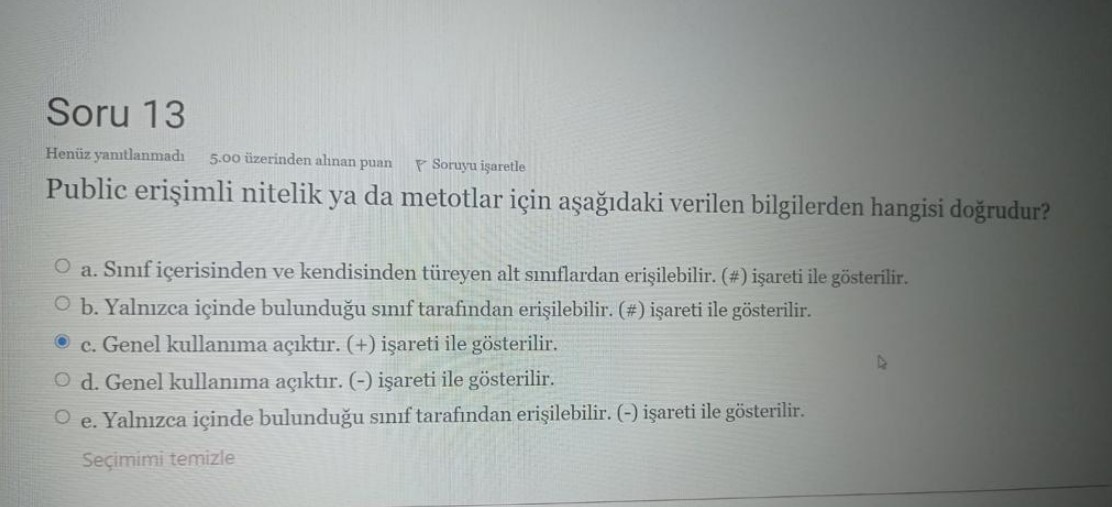 Soru 13
Henüz yanıtlanmadı 5.00 üzerinden alınan puan Soruyu işaretle
Public erişimli nitelik ya da metotlar için aşağıdaki verilen bilgilerden hangisi doğrudur?
a. Sınıf içerisinden ve kendisinden türeyen alt sınıflardan erişilebilir. (#) işareti ile gösterilir.
b. Yalnızca içinde bulunduğu sınıf tarafından erişilebilir. (#) işareti ile gösterilir.
c. Genel kullanıma açıktır. (+) işareti ile gösterilir.
d. Genel kullanıma açıktır. (-) işareti ile gösterilir.
e. Yalnızca içinde bulunduğu sınıf tarafından erişilebilir. (-) işareti ile gösterilir.
Seçimimi temizle